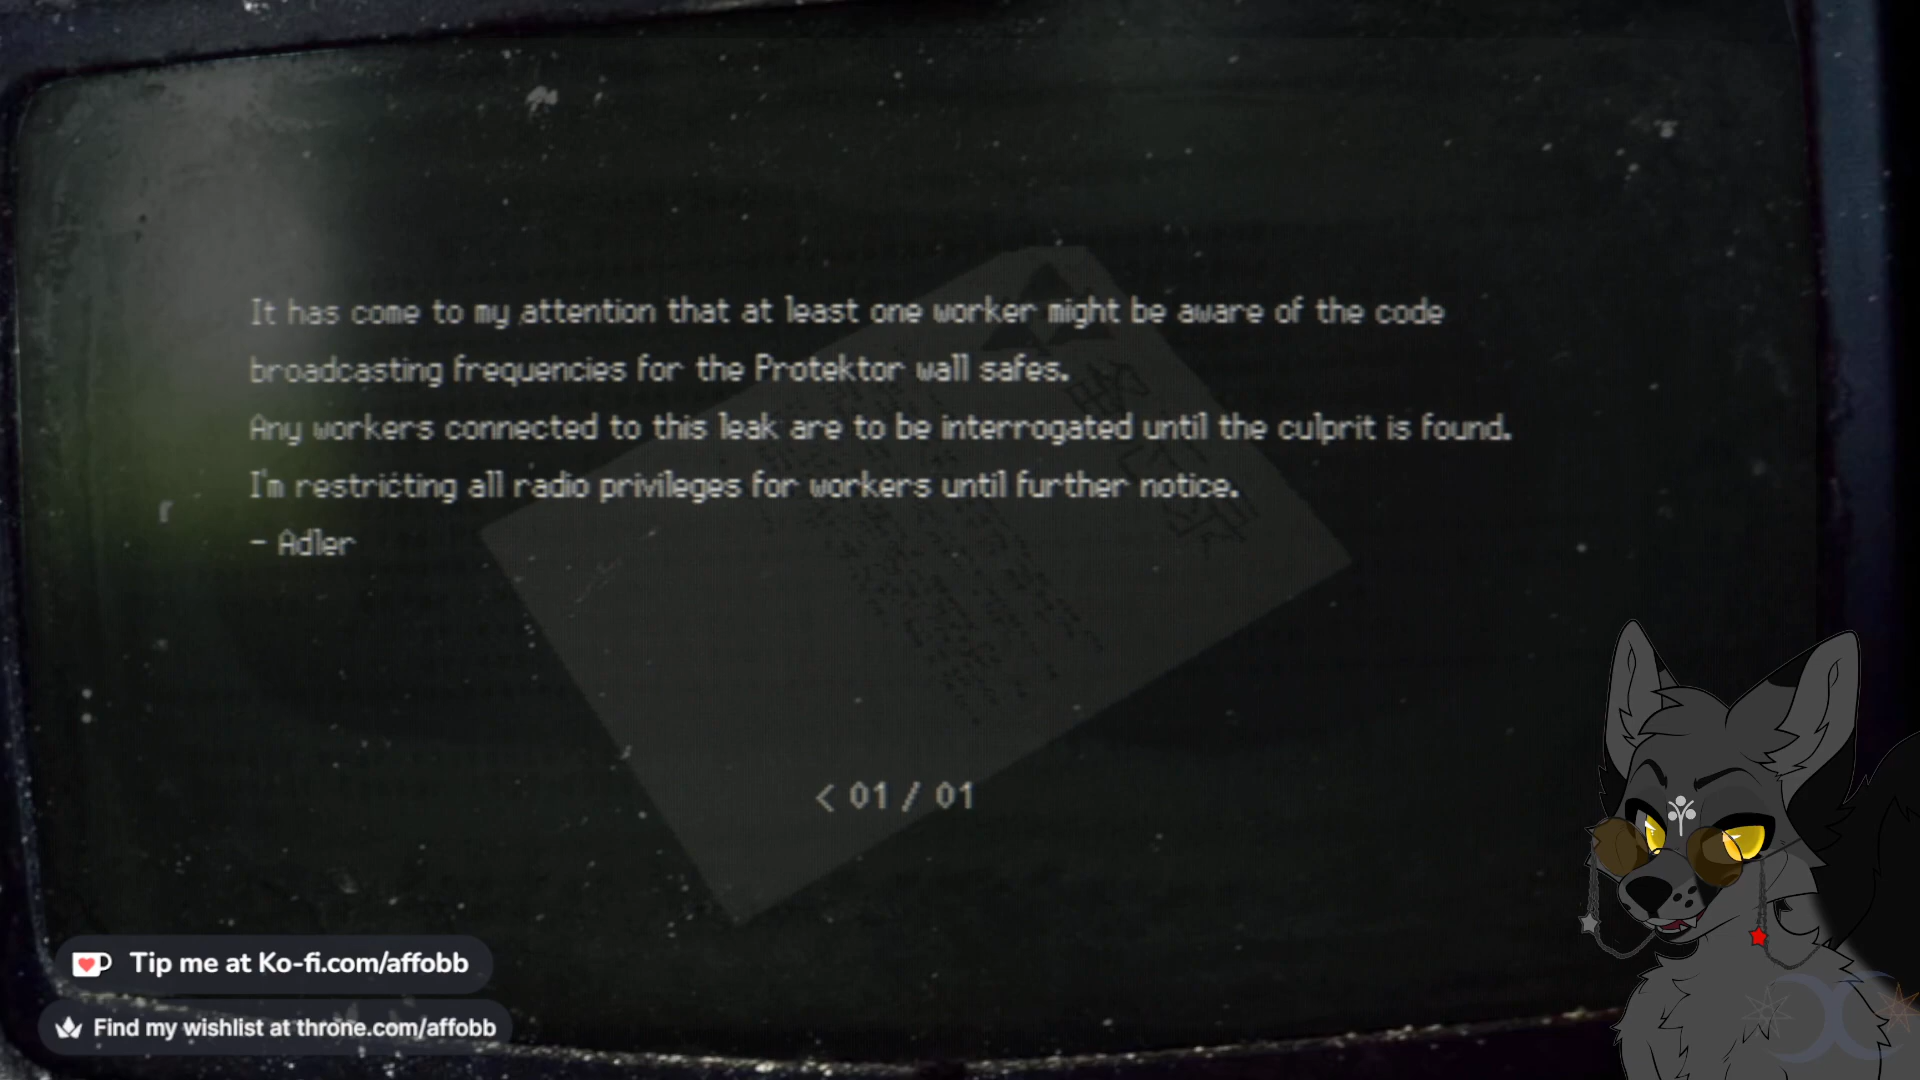 It has come to my attention that at least one worker might be aware of the code
broadcasting frequencies for the Protektor wall safes.
Any workers connected to this leak are to be interrogated until the culprit is found.
I'm restricting all radio privileges for workers until further notice.
- Adler
< 01 / 01
Tip me at Ko-fi.com/affobb
Find my wishlist at throne.com/affobb